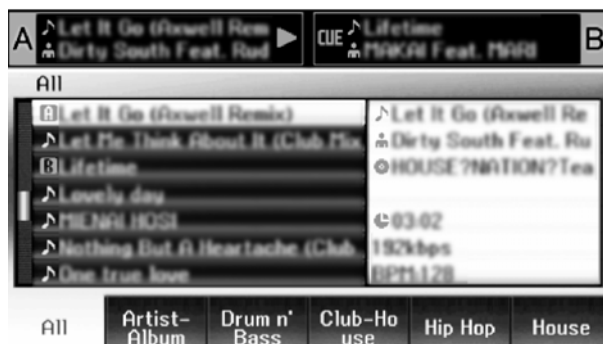 A
Let It Go (Axwell Rem
Dirty South Feat. Rud
CUE
Lifetime
MAKAI Feat. MARI
B
All
A Let It Go (Axwell Remix)
Let Me Think About It (Club Mix
B Lifetime
Lovely day
MIENAI HOSI
Nothing But A Heartache (Club
One true love
Let It Go (Axwell Re
Dirty South Feat. Ru
HOUSE?NATION?Tea
03:02
192kbps
BPM:128
All
Artist-
Album
Drum n'
Bass
Club-Ho
use
Hip Hop
House